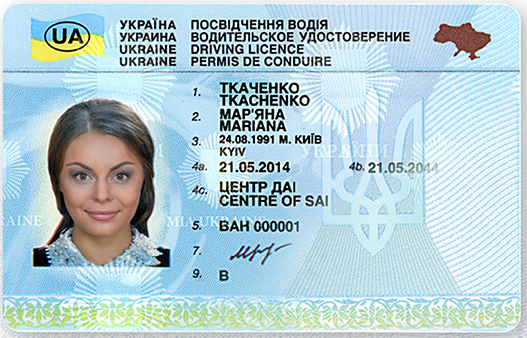 UA
УКРАЇНА ПОСВІДЧЕННЯ ВОДІЯ
УКРАИНА ВОДИТЕЛЬСКОЕ УДОСТОВЕРЕНИЕ
UKRAINE DRIVING LICENCE
UKRAINE PERMIS DE CONDUIRE
1. ТКАЧЕНКО
TKACHENKO
2. МАР'ЯНА
MARIANA
3. 24.08.1991 М. КИЇВ
KYIV
4a. 21.05.2014 4b. 21.05.2044
4c. ЦЕНТР ДАІ
CENTRE OF SAI
5. ВАН 000001
7.
9. B